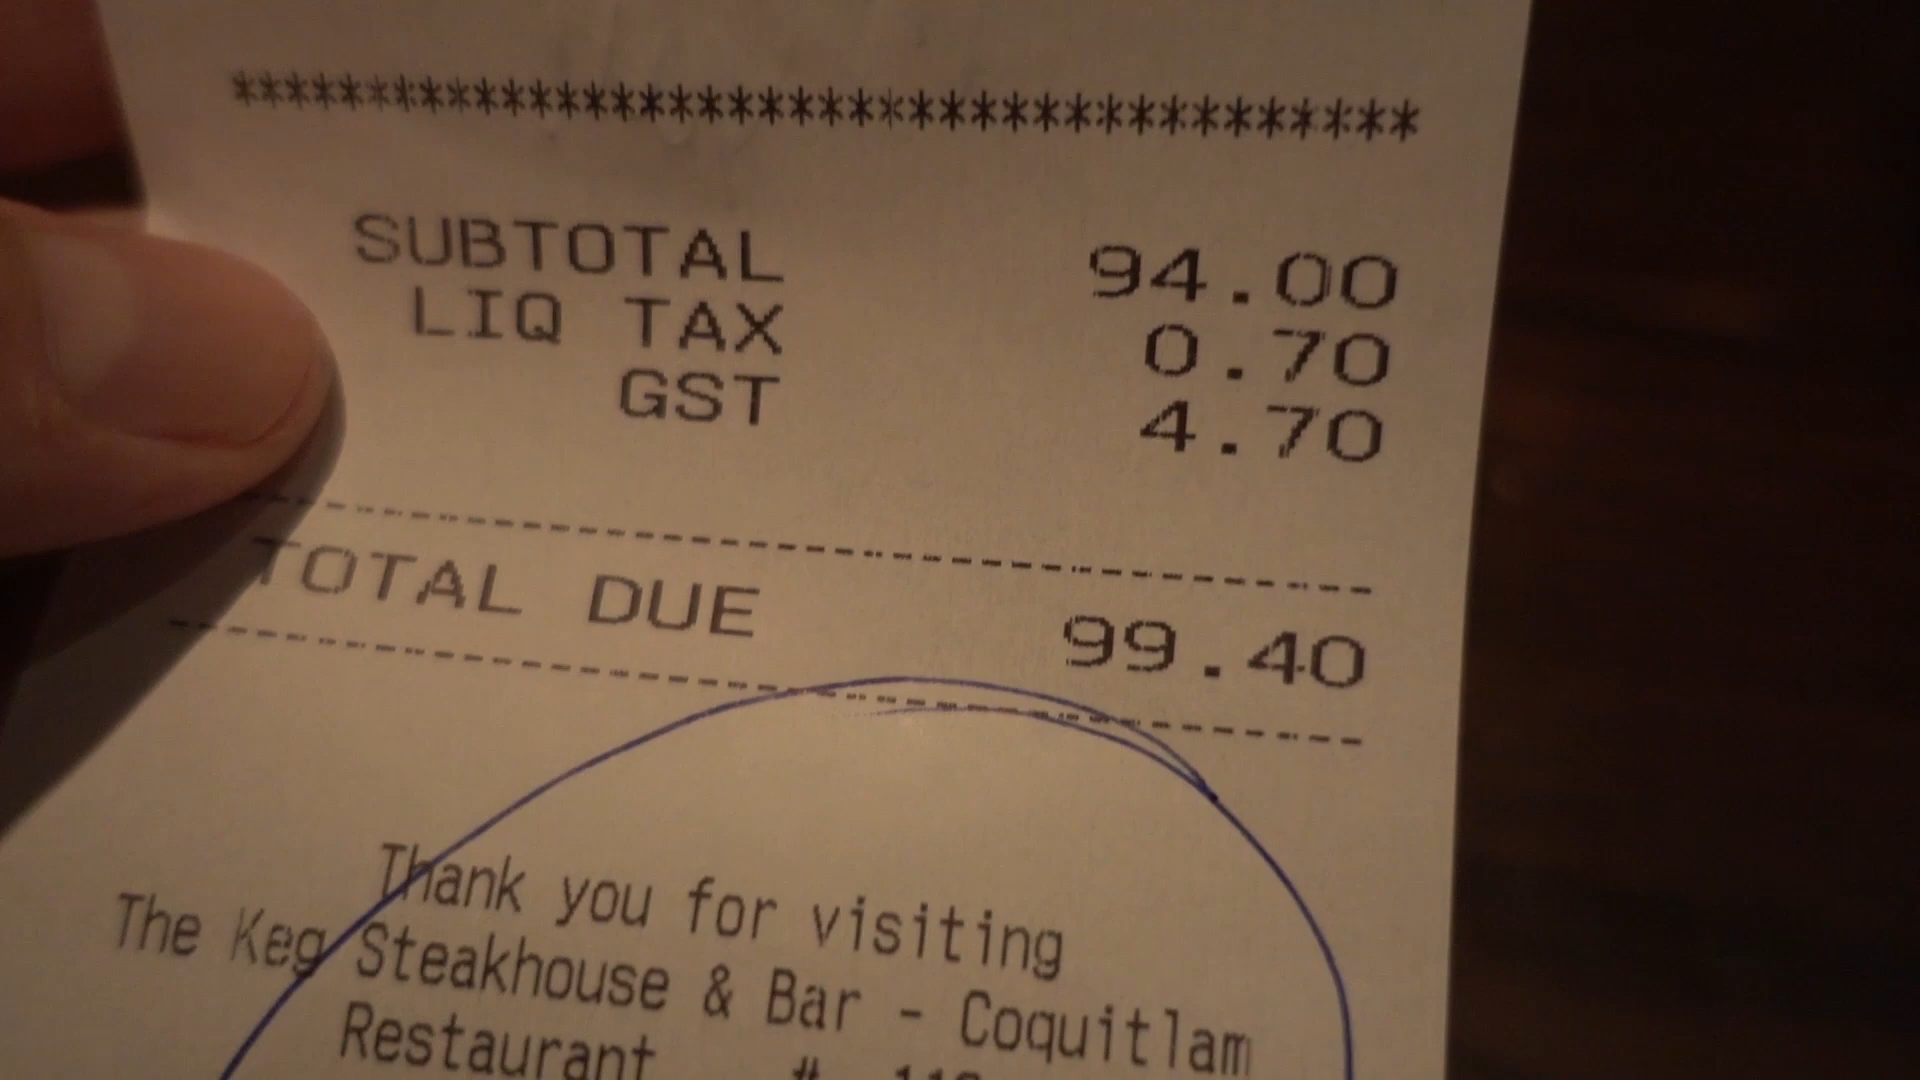 ******************************************
SUBTOTAL 94.00
LIQ TAX 0.70
GST 4.70
TOTAL DUE 99.40
Thank you for visiting
The Keg Steakhouse & Bar - Coquitlam
Restaurant #